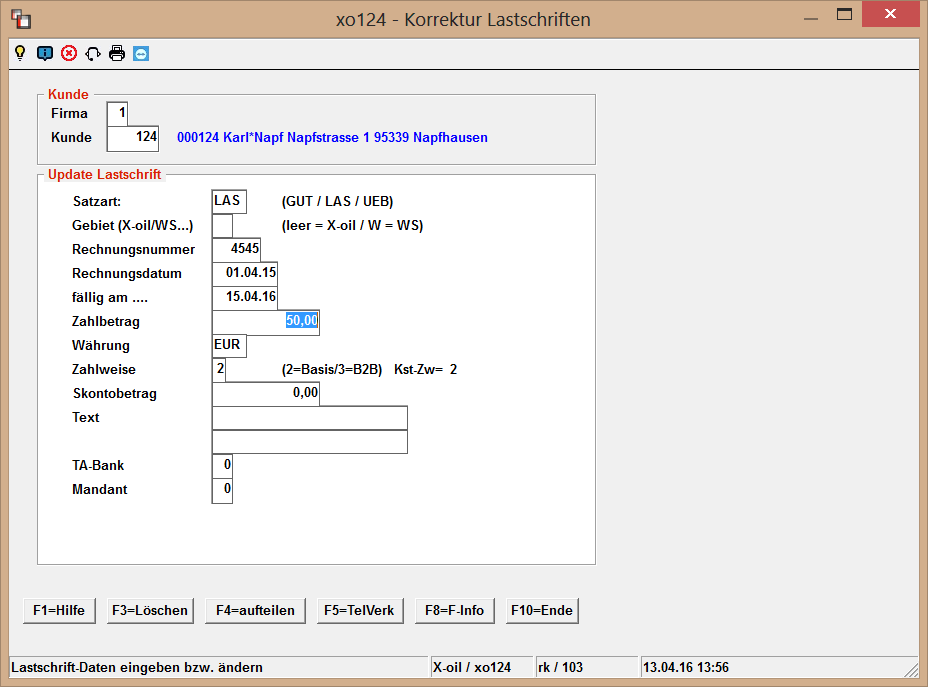 xo124 - Korrektur Lastschriften
Kunde
Firma 1
Kunde 124 000124 Karl*Napf Napfstrasse 1 95339 Napfhausen
Update Lastschrift
Satzart: LAS (GUT / LAS / UEB)
Gebiet (X-oil/WS...) (leer = X-oil / W = WS)
Rechnungsnummer 4545
Rechnungsdatum 01.04.15
fällig am .... 15.04.16
Zahlbetrag 50,00
Währung EUR
Zahlweise 2 (2=Basis/3=B2B) Kst-Zw= 2
Skontobetrag 0,00
Text
TA-Bank 0
Mandant 0
F1=Hilfe F3=Löschen F4=aufteilen F5=TelVerk F8=F-Info F10=Ende
Lastschrift-Daten eingeben bzw. ändern X-oil / xo124 rk / 103 13.04.16 13:56